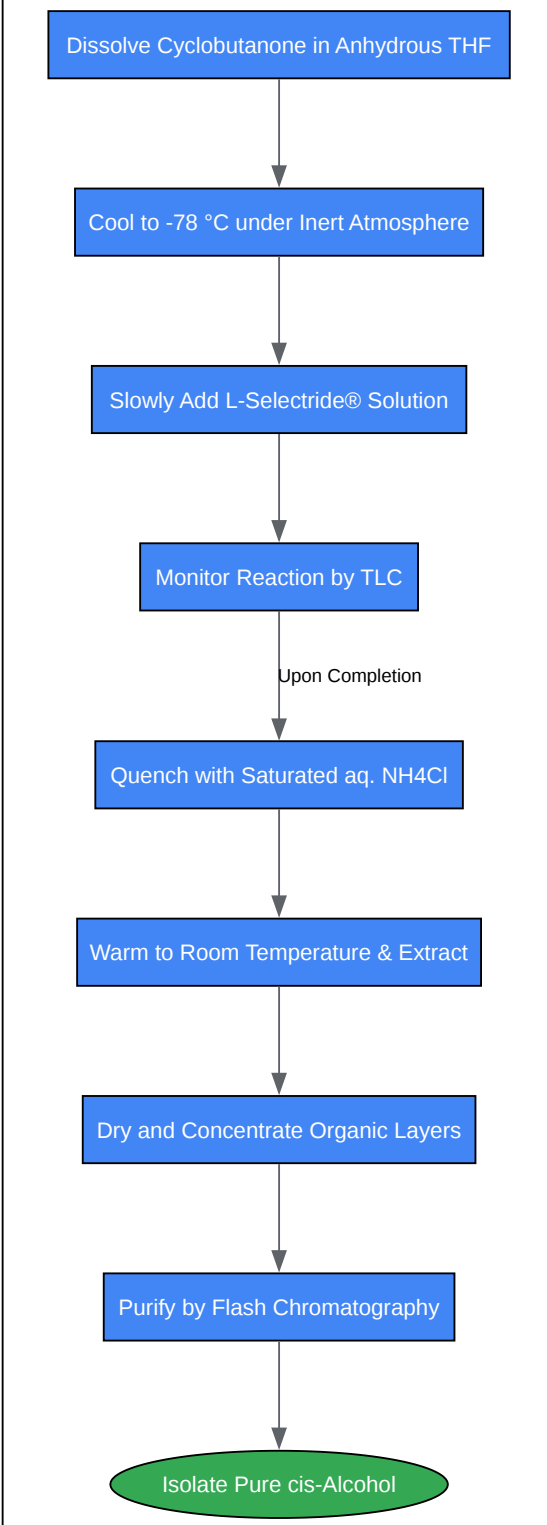 Dissolve Cyclobutanone in Anhydrous THF
Cool to -78 °C under Inert Atmosphere
Slowly Add L-Selectride® Solution
Monitor Reaction by TLC
Upon Completion
Quench with Saturated aq. NH4Cl
Warm to Room Temperature & Extract
Dry and Concentrate Organic Layers
Purify by Flash Chromatography
Isolate Pure cis-Alcohol